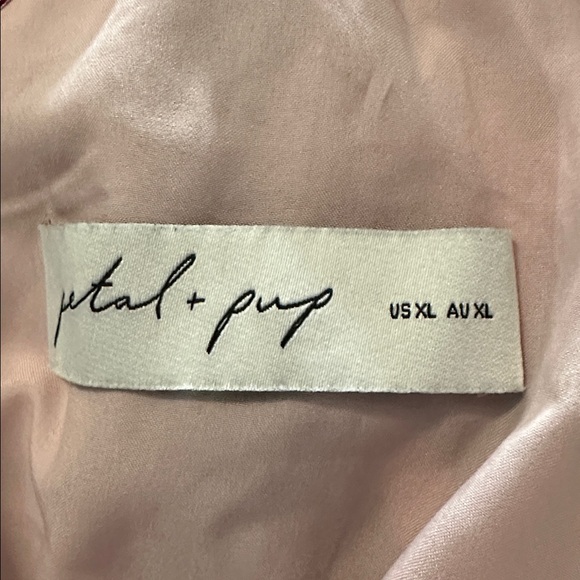 petal + pup US XL AU XL